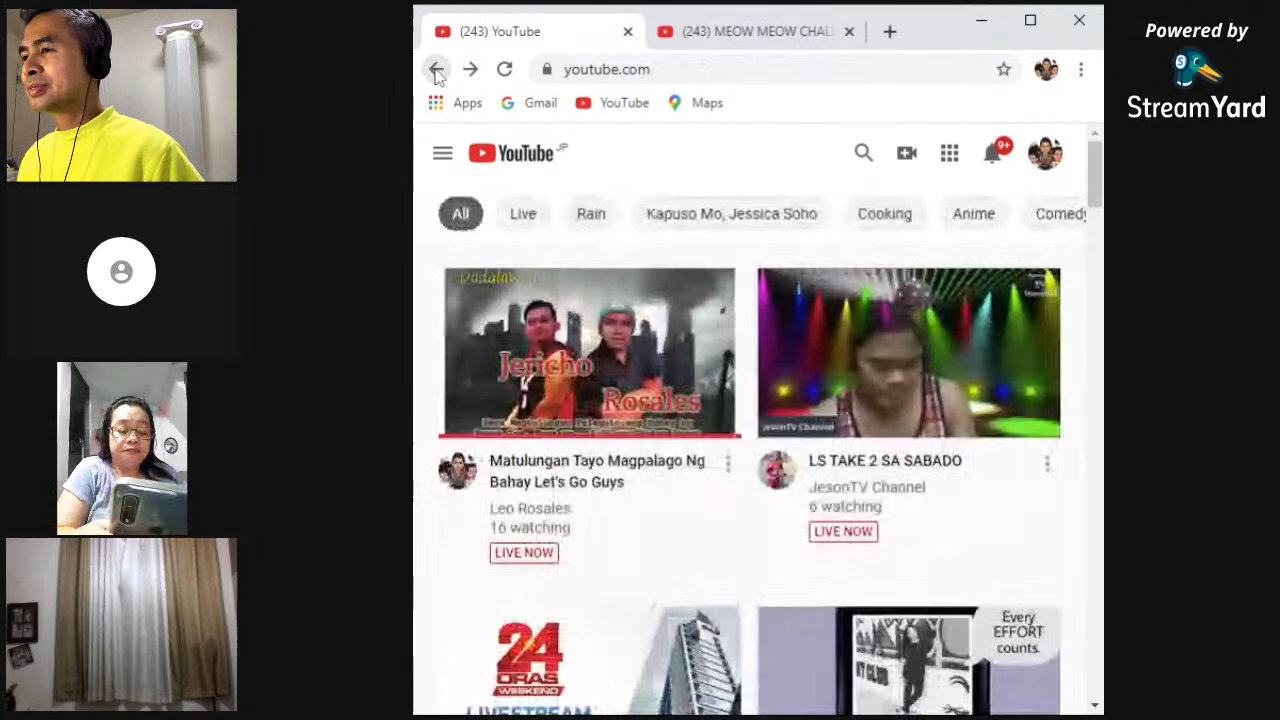 (243) YouTube
(243) MEOW MEOW CHAL
youtube.com
Apps
Gmail
YouTube
Maps
YouTube JP
9+
All
Live
Rain
Kapuso Mo, Jessica Soho
Cooking
Anime
Comedy
Jericho
Rosales
JesonTV Channel
Matulungan Tayo Magpalago Ng
Bahay Let's Go Guys
Leo Rosales
16 watching
LIVE NOW
LS TAKE 2 SA SABADO
JesonTV Channel
6 watching
LIVE NOW
24
ORAS
WEEKEND
LIVESTREAM
Every
EFFORT
counts.
Powered by
StreamYard